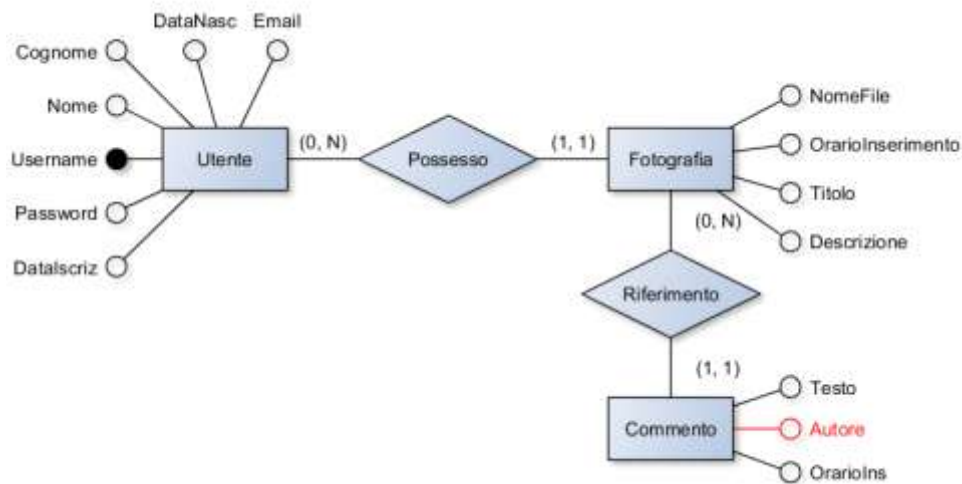 DataNasc Email
Cognome
Nome
Username
Password
DataIscriz
Utente
(0, N)
Possesso
(1, 1)
Fotografia
NomeFile
OrarioInserimento
Titolo
Descrizione
(0, N)
Riferimento
(1, 1)
Commento
Testo
Autore
OrarioIns